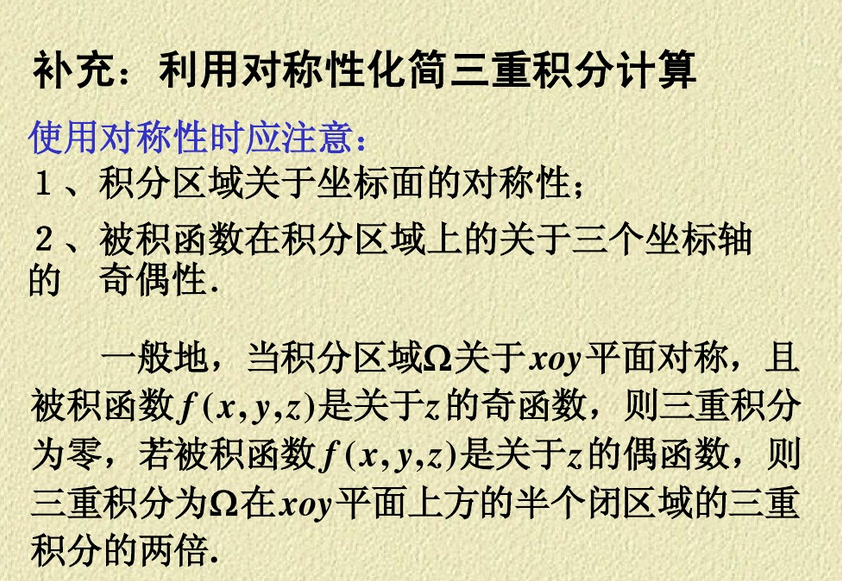 补充：利用对称性化简三重积分计算
使用对称性时应注意：
1、积分区域关于坐标面的对称性；
2、被积函数在积分区域上的关于三个坐标轴
的 奇偶性．
一般地，当积分区域Ω关于xoy平面对称，且
被积函数f(x,y,z)是关于z的奇函数，则三重积分
为零，若被积函数f(x,y,z)是关于z的偶函数，则
三重积分为Ω在xoy平面上方的半个闭区域的三重
积分的两倍．